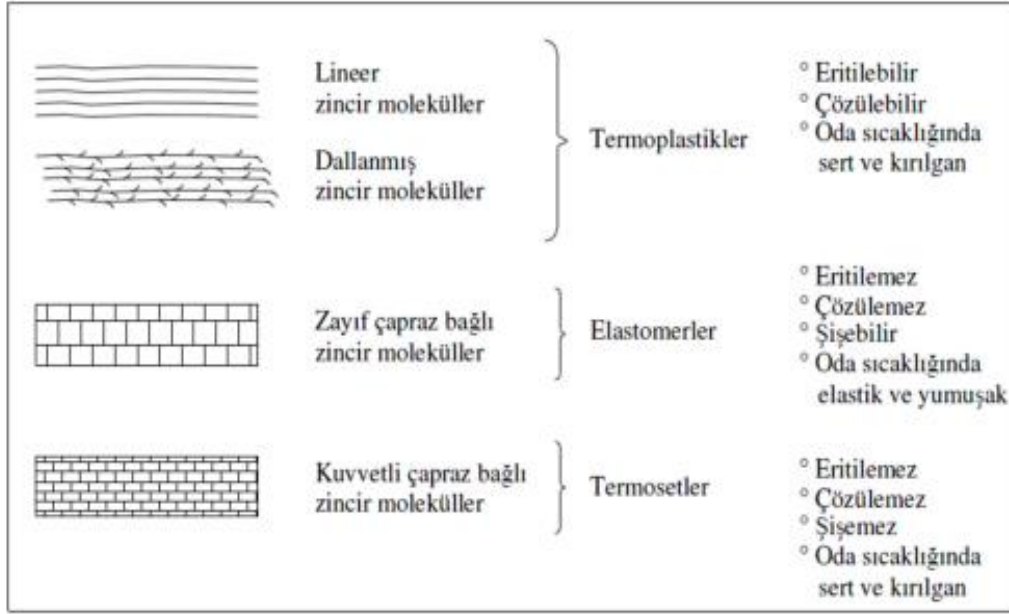 Lineer
zincir moleküller
Dallanmış
zincir moleküller
Termoplastikler
° Eritilebilir
° Çözülebilir
° Oda sıcaklığında
sert ve kırılgan
Zayıf çapraz bağlı
zincir moleküller
Elastomerler
° Eritilemez
° Çözülemez
° Şişebilir
° Oda sıcaklığında
elastik ve yumuşak
Kuvvetli çapraz bağlı
zincir moleküller
Termosetler
° Eritilemez
° Çözülemez
° Şişemez
° Oda sıcaklığında
sert ve kırılgan